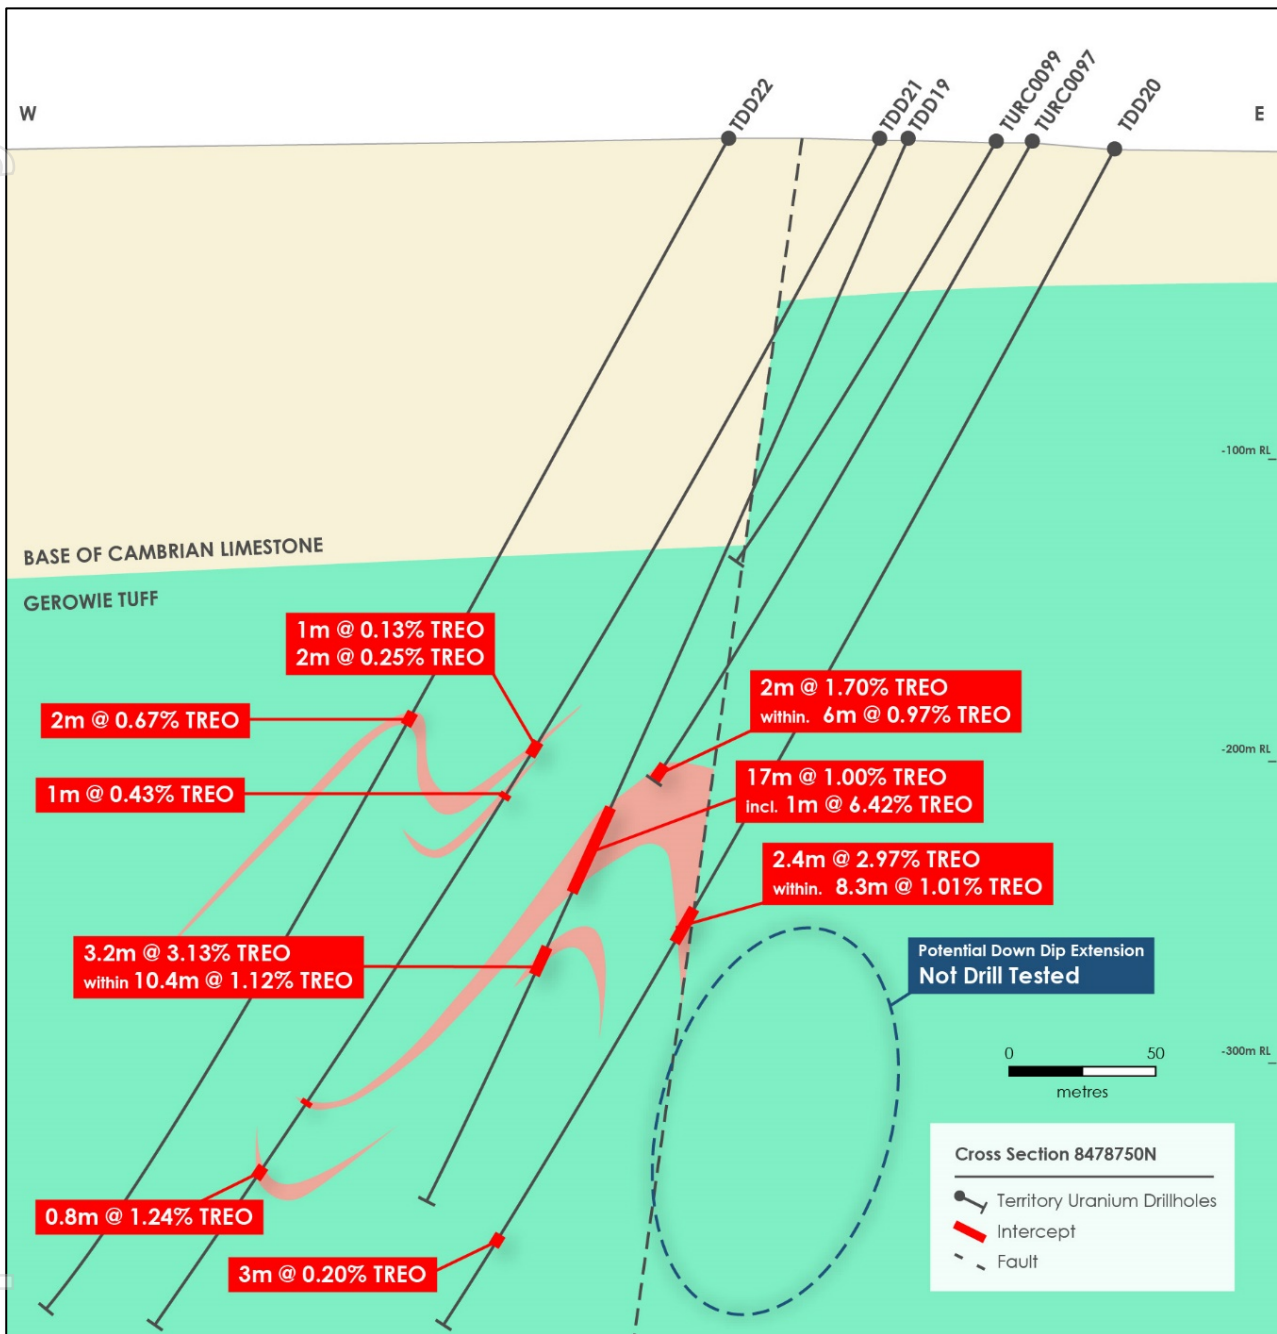 W
TDD22
TDD21
TDD19
TURC0099
TURC0097
TDD20
E
-100m RL
BASE OF CAMBRIAN LIMESTONE
GEROWIE TUFF
1m @ 0.13% TREO
2m @ 0.25% TREO
2m @ 0.67% TREO
2m @ 1.70% TREO
within. 6m @ 0.97% TREO
-200m RL
1m @ 0.43% TREO
17m @ 1.00% TREO
incl. 1m @ 6.42% TREO
2.4m @ 2.97% TREO
within. 8.3m @ 1.01% TREO
3.2m @ 3.13% TREO
within 10.4m @ 1.12% TREO
Potential Down Dip Extension
Not Drill Tested
-300m RL
0 50
metres
0.8m @ 1.24% TREO
3m @ 0.20% TREO
Cross Section 8478750N
Territory Uranium Drillholes
Intercept
Fault